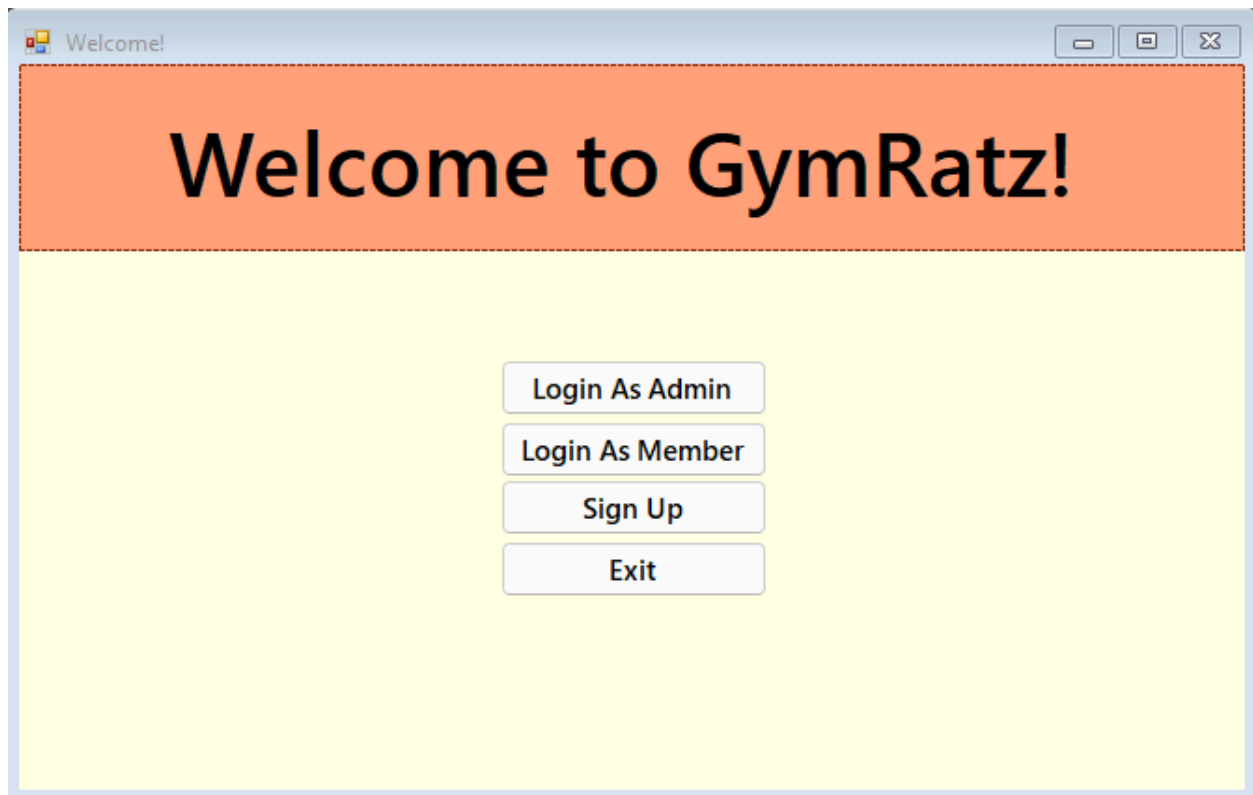 Welcome!
Welcome to GymRatz!
Login As Admin
Login As Member
Sign Up
Exit